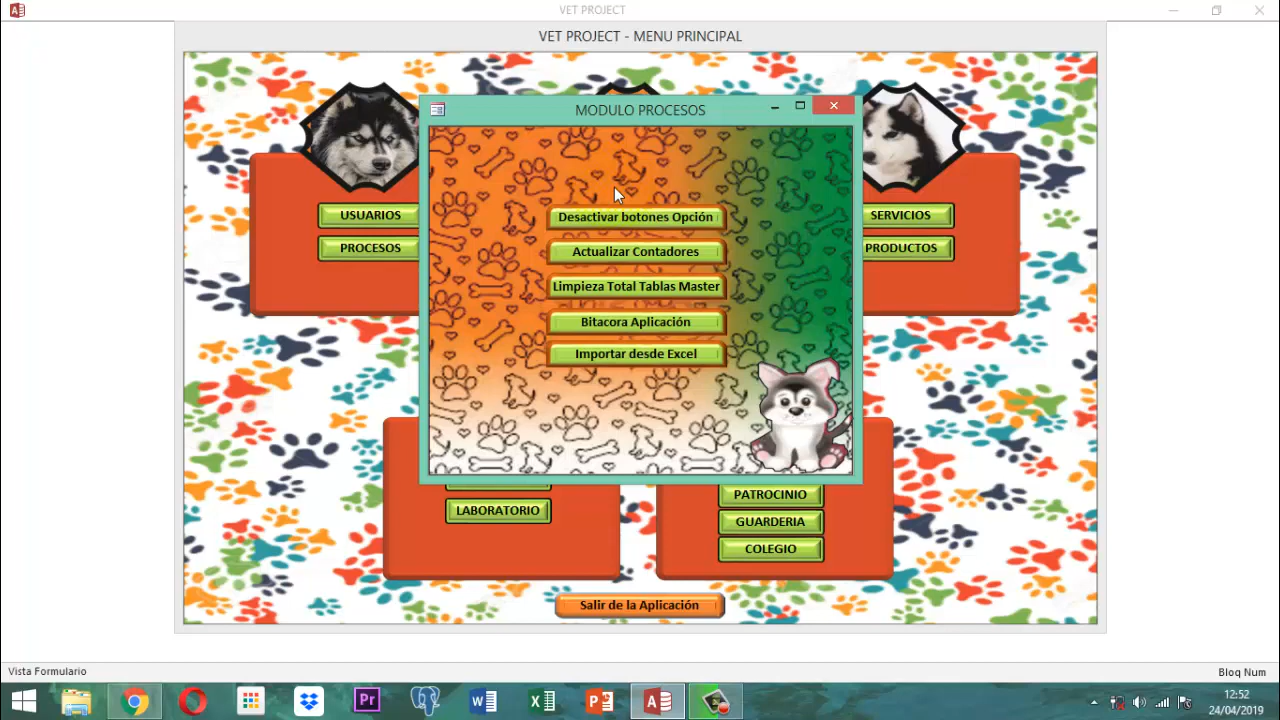 VET PROJECT
VET PROJECT - MENU PRINCIPAL
MODULO PROCESOS
USUARIOS
PROCESOS
SERVICIOS
PRODUCTOS
Desactivar botones Opción
Actualizar Contadores
Limpieza Total Tablas Master
Bitacora Aplicación
Importar desde Excel
LABORATORIO
PATROCINIO
GUARDERIA
COLEGIO
Salir de la Aplicación
Vista Formulario
Bloq Num
12:52
24/04/2019